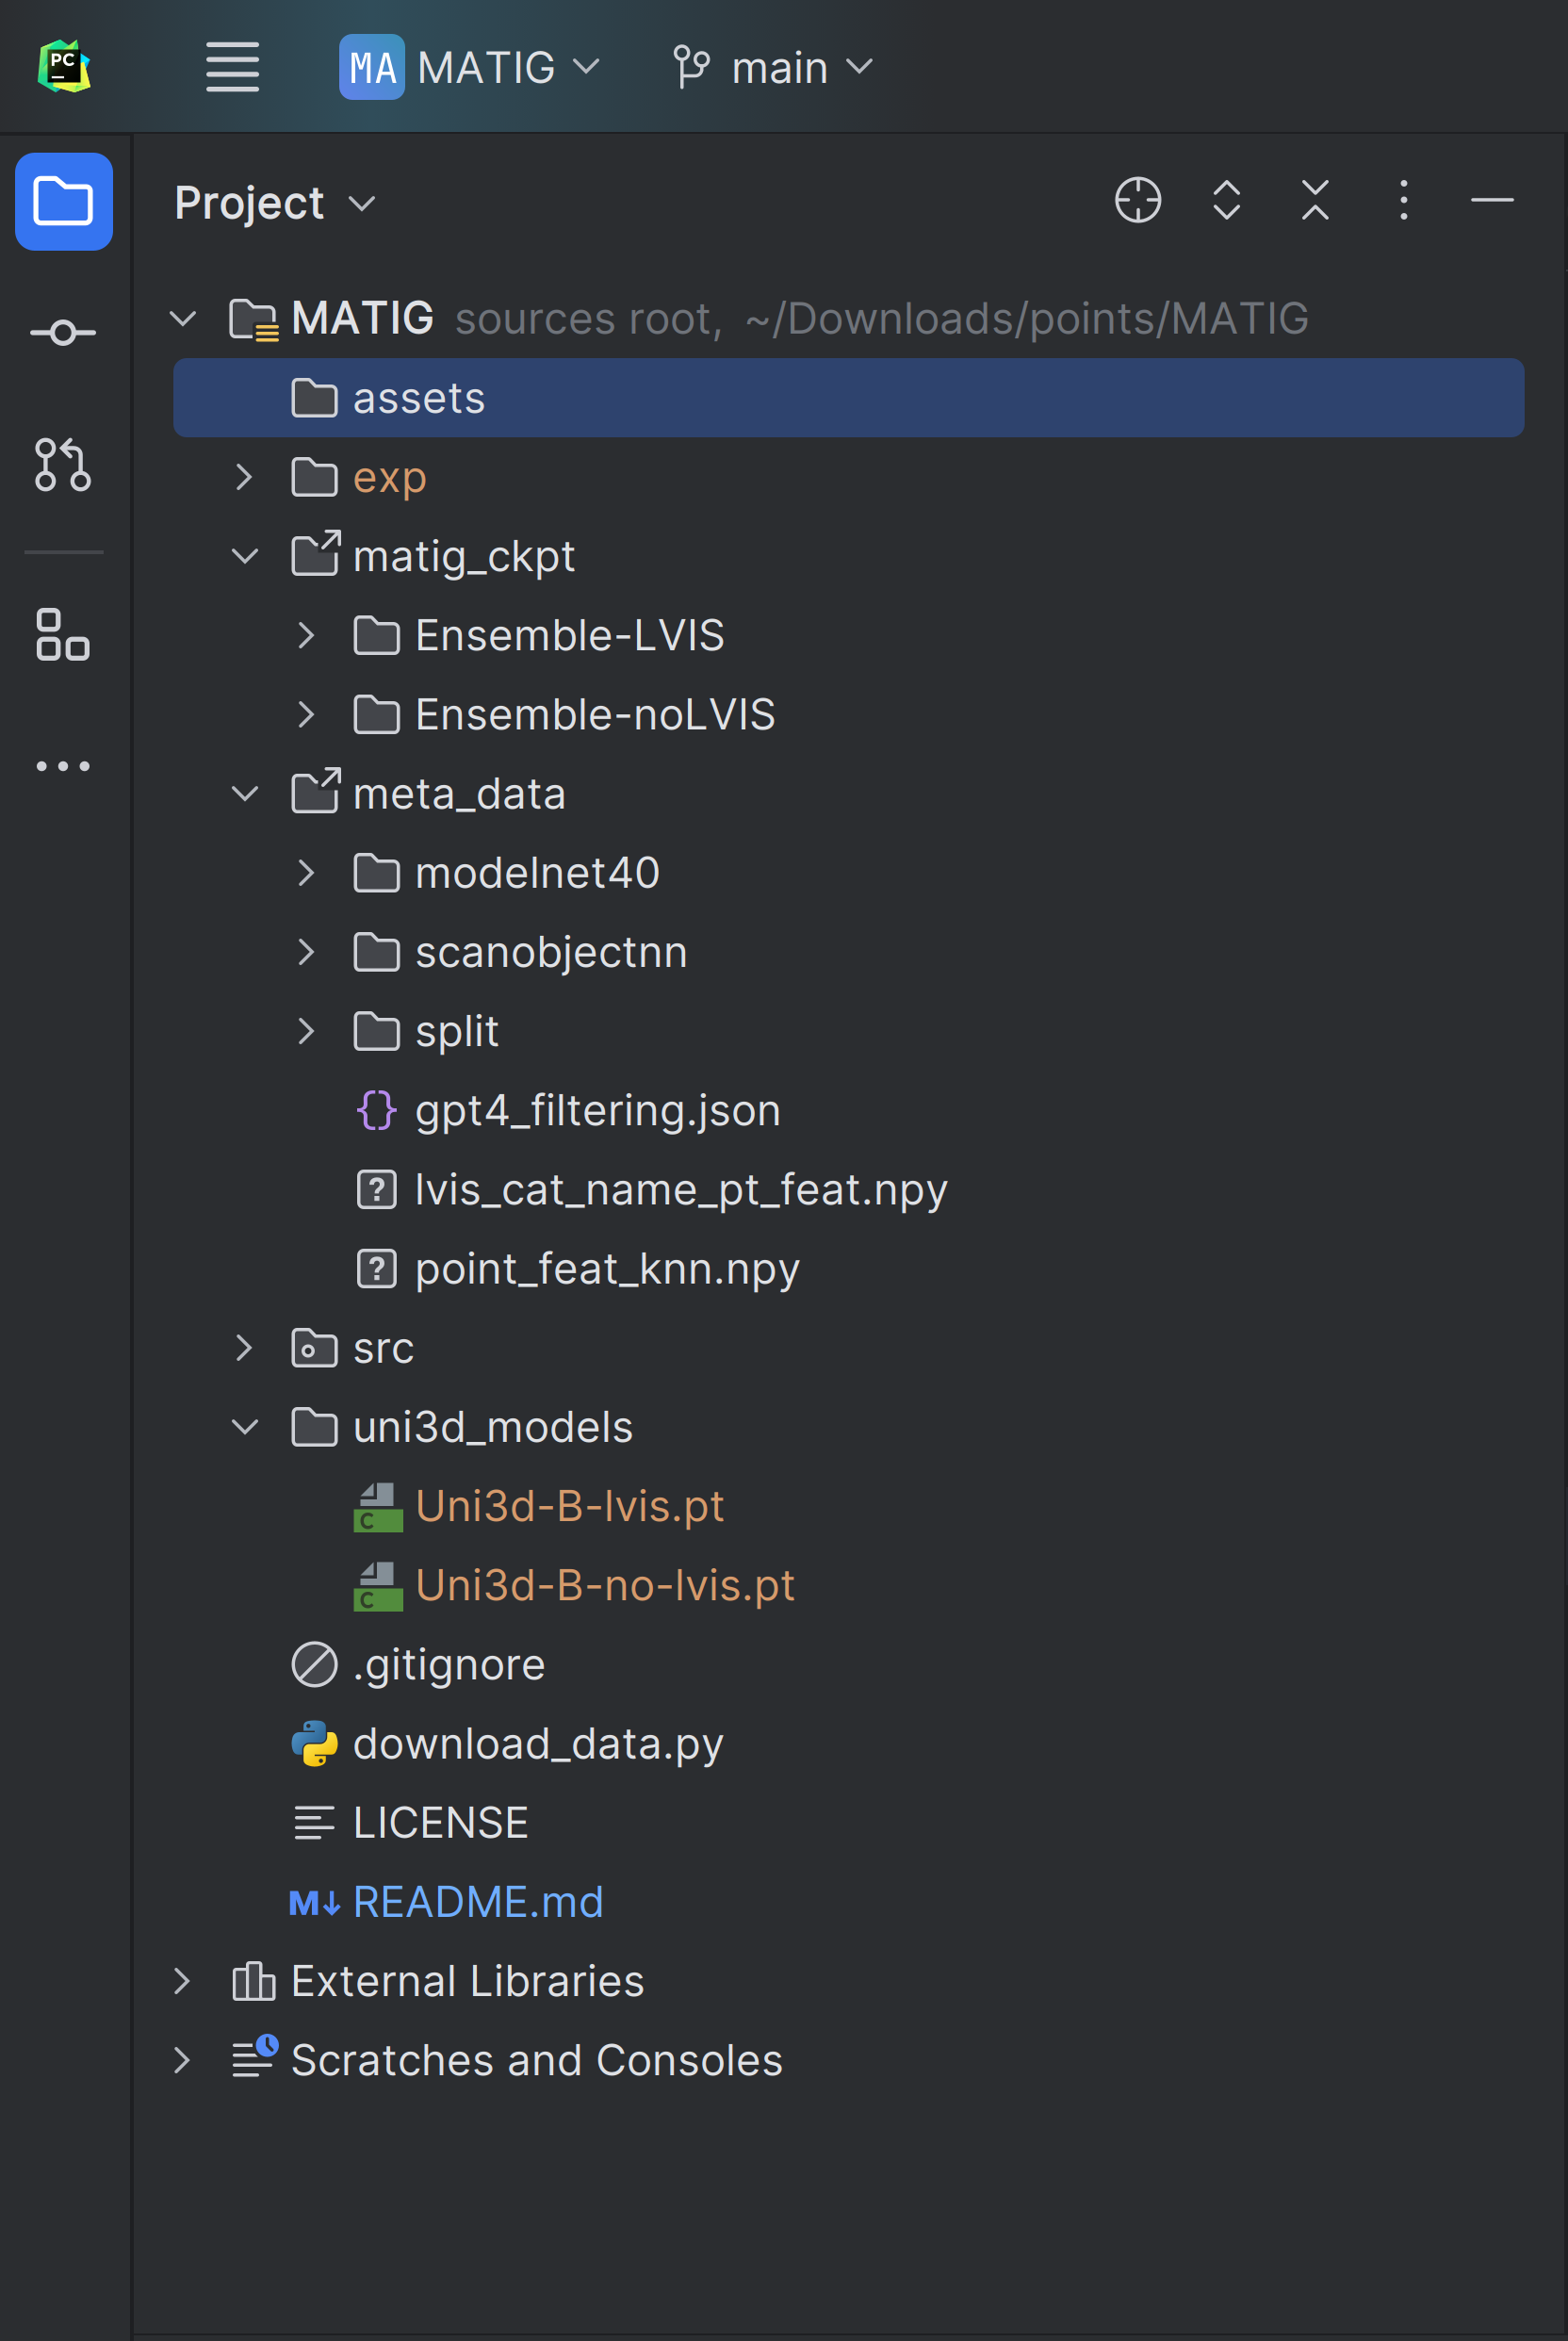 PC
MA MATIG main
Project
MATIG sources root, ~/Downloads/points/MATIG
assets
exp
matig_ckpt
Ensemble-LVIS
Ensemble-noLVIS
meta_data
modelnet40
scanobjectnn
split
{} gpt4_filtering.json
? lvis_cat_name_pt_feat.npy
? point_feat_knn.npy
src
uni3d_models
C Uni3d-B-lvis.pt
C Uni3d-B-no-lvis.pt
.gitignore
download_data.py
LICENSE
M↓ README.md
External Libraries
Scratches and Consoles